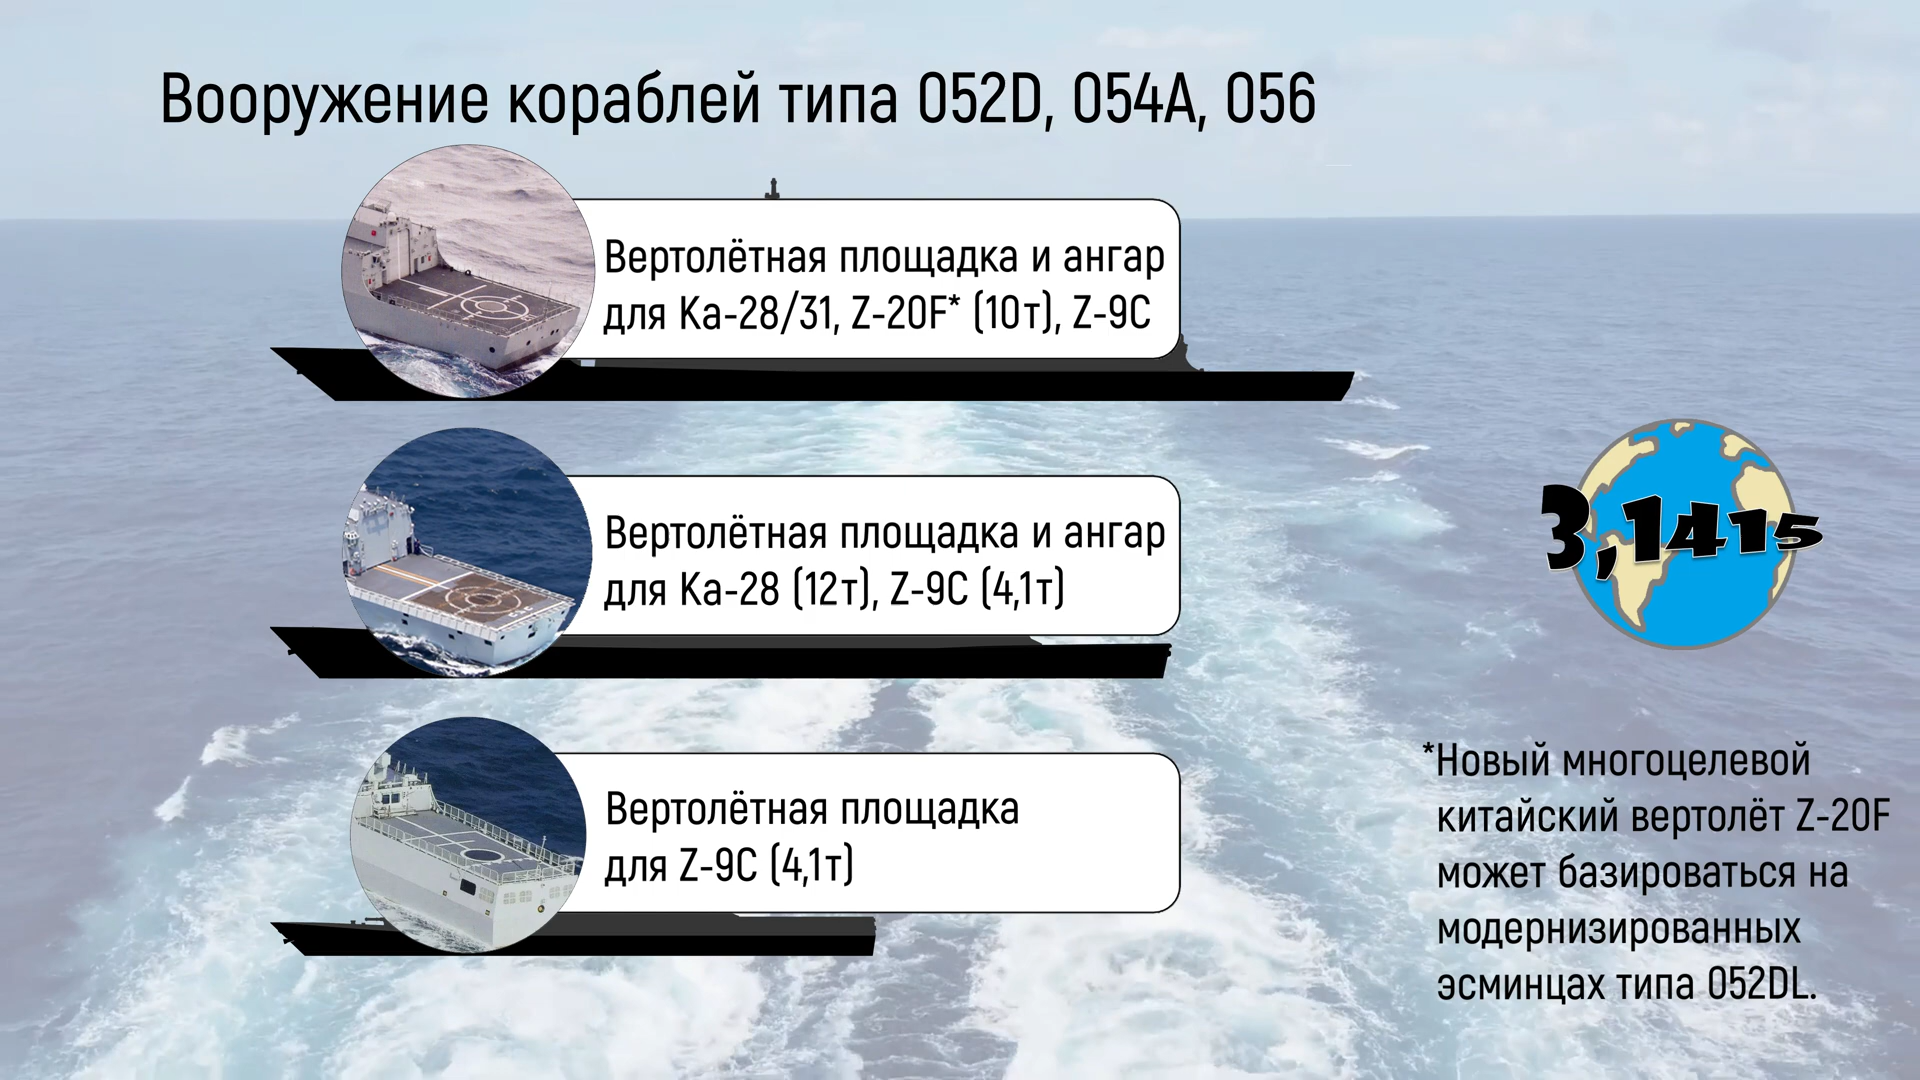 Вооружение кораблей типа 052D, 054A, 056
Вертолётная площадка и ангар
для Ка-28/31, Z-20F* (10т), Z-9C
Вертолётная площадка и ангар
для Ка-28 (12т), Z-9C (4,1т)
Вертолётная площадка
для Z-9C (4,1т)
3,1415
*Новый многоцелевой
китайский вертолёт Z-20F
может базироваться на
модернизированных
эсминцах типа 052DL.